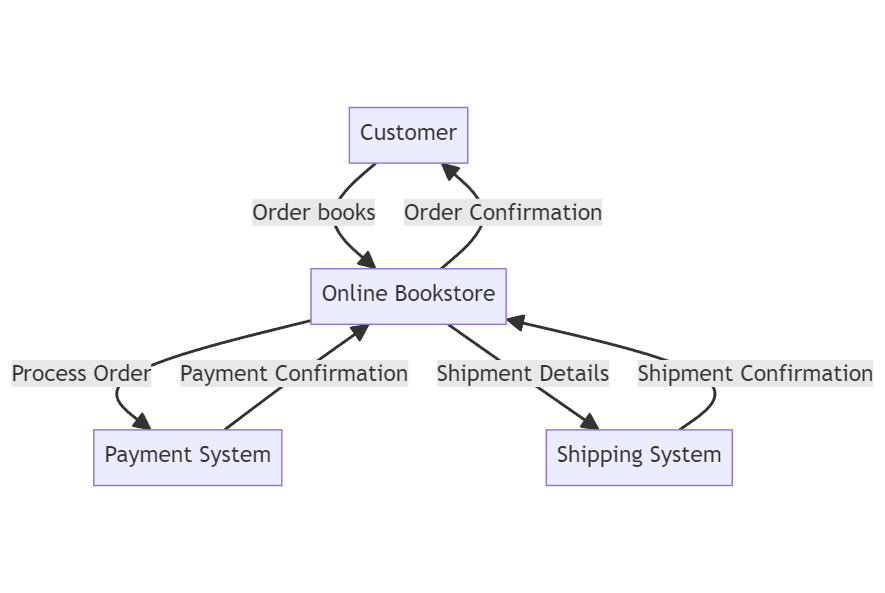 Customer
Order books
Order Confirmation
Online Bookstore
Process Order
Payment Confirmation
Shipment Details
Shipment Confirmation
Payment System
Shipping System